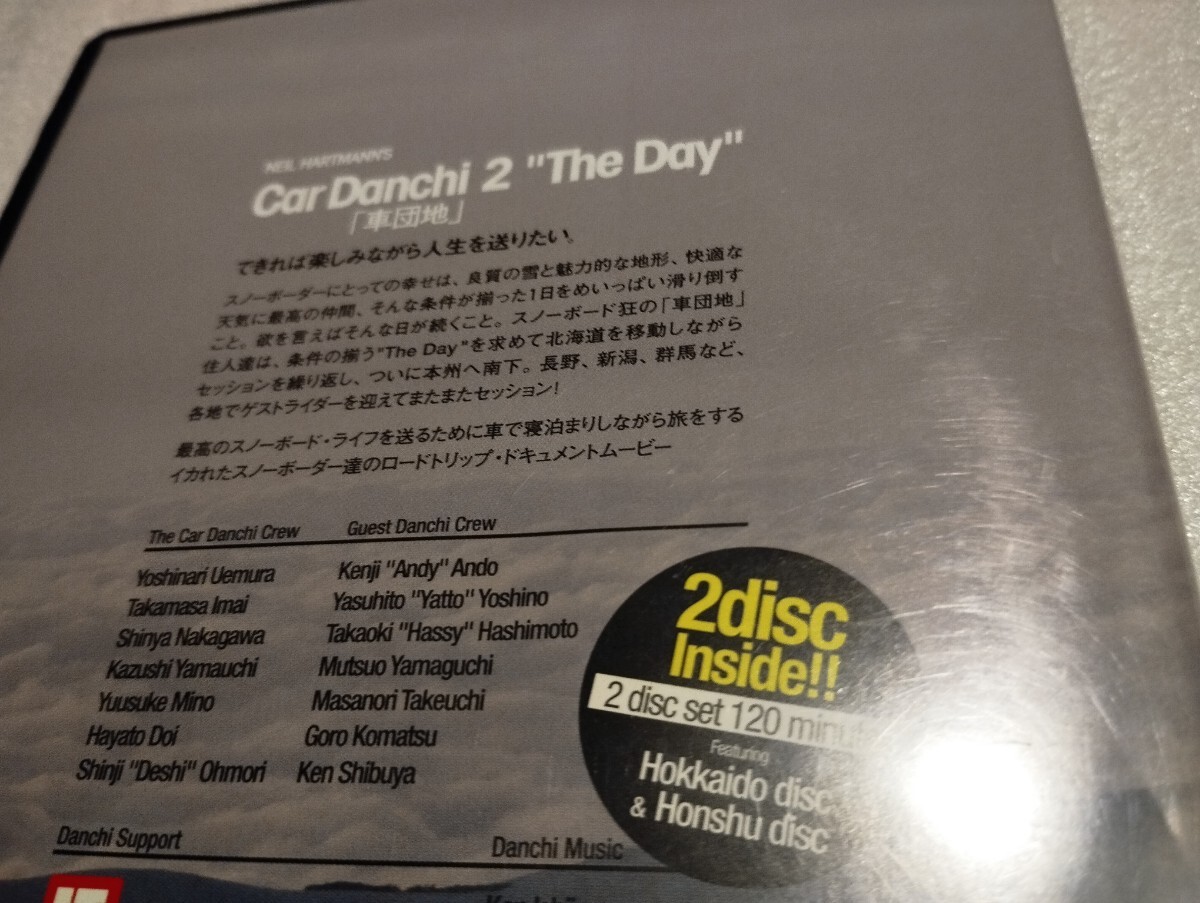 NEIL HARTMANN'S
Car Danchi 2 "The Day"
「車団地」
できれば楽しみながら人生を送りたい。
スノーボーダーにとっての幸せは、良質の雪と魅力的な地形、快適な
天気に最高の仲間、そんな条件が揃った1日をめいっぱい滑り倒す
こと。欲を言えばそんな日が続くこと。スノーボード狂の「車団地」
住人達は、条件の揃う"The Day"を求めて北海道を移動しながら
セッションを繰り返し、ついに本州へ南下。長野、新潟、群馬など、
各地でゲストライダーを迎えてまたまたセッション!
最高のスノーボード・ライフを送るために車で寝泊まりしながら旅をする
イカれたスノーボーダー達のロードトリップ・ドキュメントムービー
The Car Danchi Crew
Yoshinari Uemura
Takamasa Imai
Shinya Nakagawa
Kazushi Yamauchi
Yuusuke Mino
Hayato Doi
Shinji "Deshi" Ohmori
Guest Danchi Crew
Kenji "Andy" Ando
Yasuhito "Yatto" Yoshino
Takaoki "Hassy" Hashimoto
Mutsuo Yamaguchi
Masanori Takeuchi
Goro Komatsu
Ken Shibuya
2disc
Inside!!
2 disc set 120
Featuring
Hokkaido disc
& Honshu disc
Danchi Support
Danchi Music